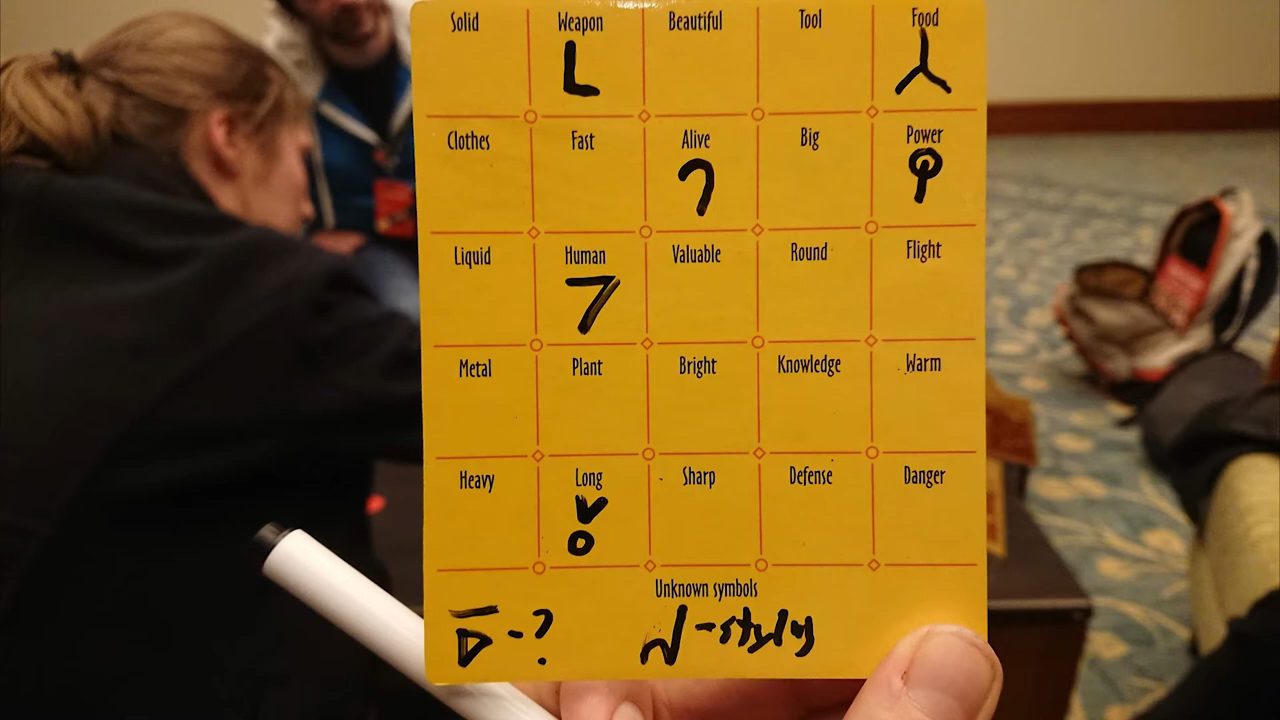 Solid Weapon Beautiful Tool Food
Clothes Fast Alive Big Power
Liquid Human Valuable Round Flight
Metal Plant Bright Knowledge Warm
Heavy Long Sharp Defense Danger
Unknown symbols
- ? -